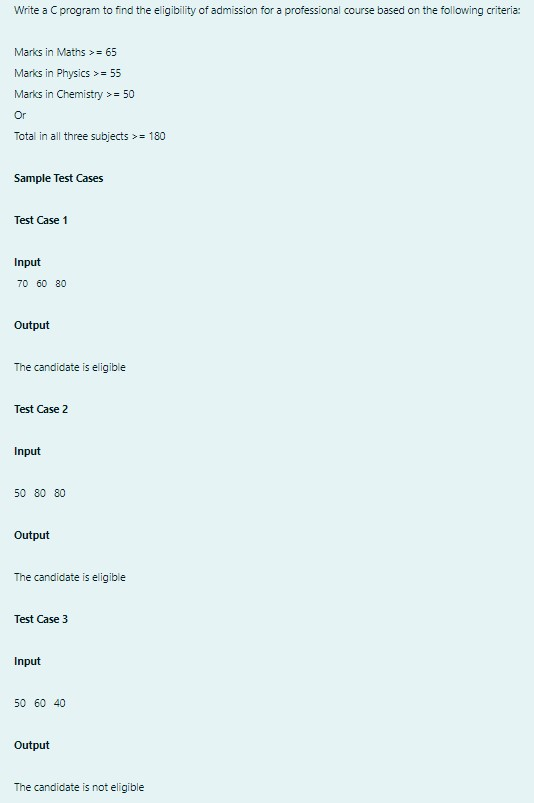 Write a C program to find the eligibility of admission for a professional course based on the following criteria:
Marks in Maths >= 65
Marks in Physics >= 55
Marks in Chemistry >= 50
Or
Total in all three subjects >= 180
Sample Test Cases
Test Case 1
Input
70 60 80
Output
The candidate is eligible
Test Case 2
Input
50 80 80
Output
The candidate is eligible
Test Case 3
Input
50 60 40
Output
The candidate is not eligible